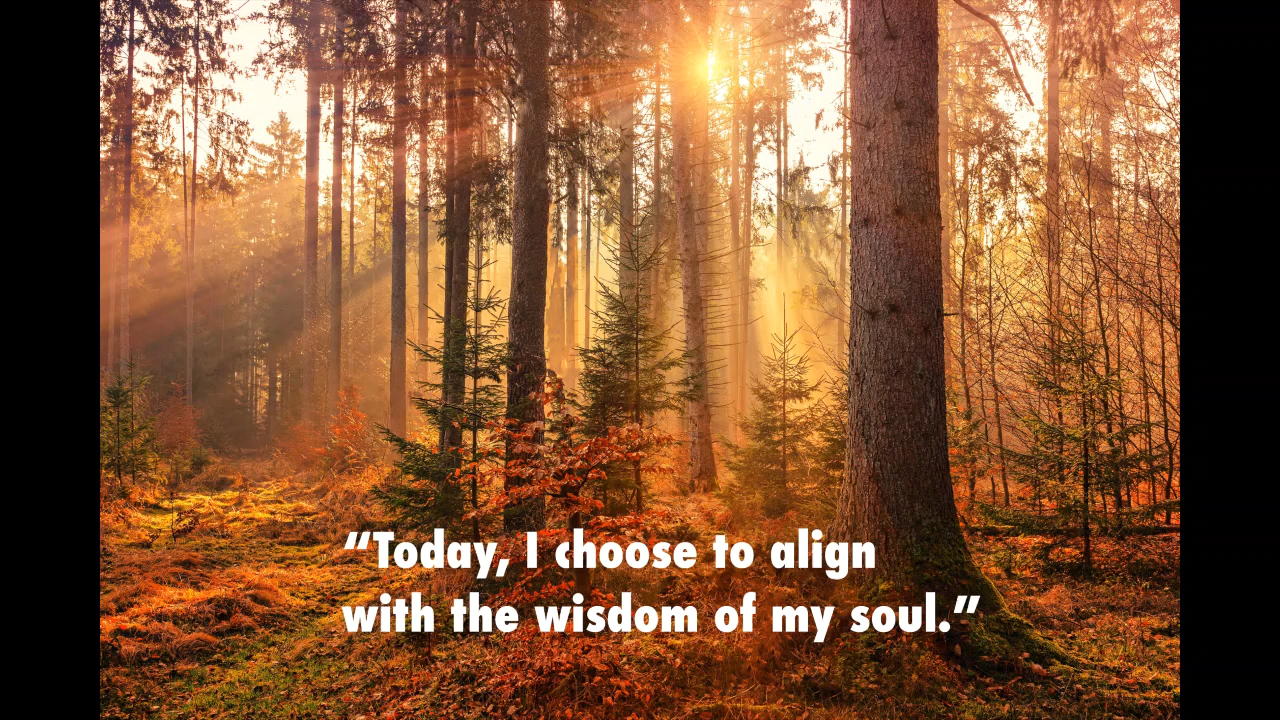 “Today, I choose to align
with the wisdom of my soul.”